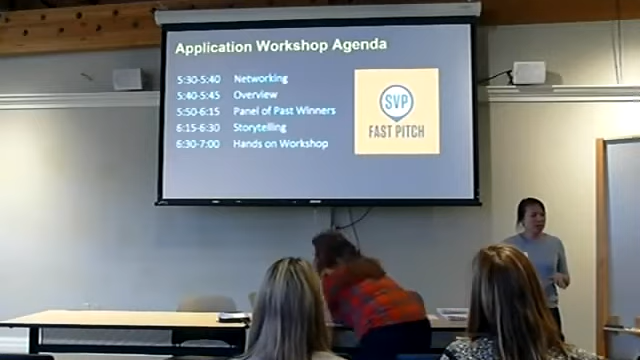 Application Workshop Agenda
5:30-5:40 Networking
5:40-5:45 Overview
5:50-6:15 Panel of Past Winners
6:15-6:30 Storytelling
6:30-7:00 Hands on Workshop
SVP
FAST PITCH